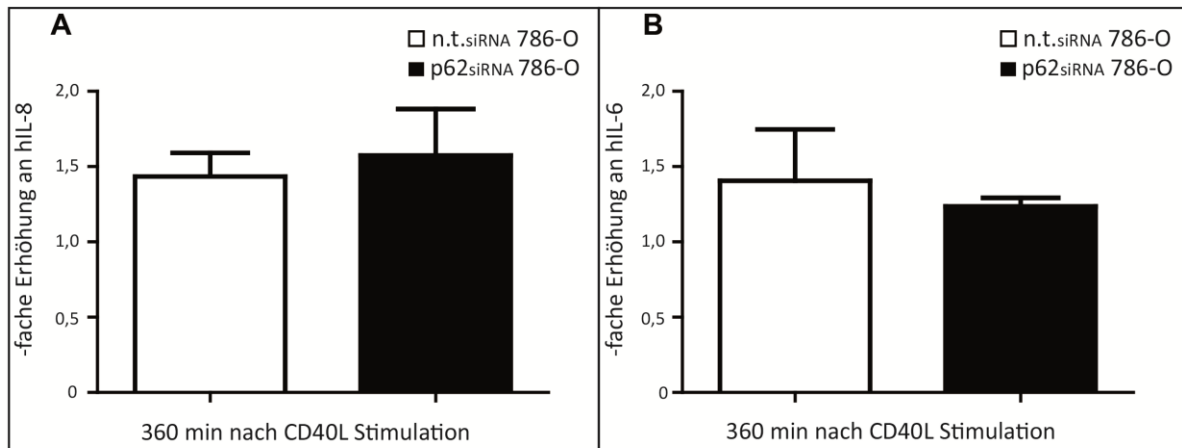 A
n.t.siRNA 786-O
p62siRNA 786-O
-fache Erhöhung an hIL-8
2,0
1,5
1,0
0,5
0
360 min nach CD40L Stimulation
B
n.t.siRNA 786-O
p62siRNA 786-O
-fache Erhöhung an hIL-6
2,0
1,5
1,0
0,5
0
360 min nach CD40L Stimulation